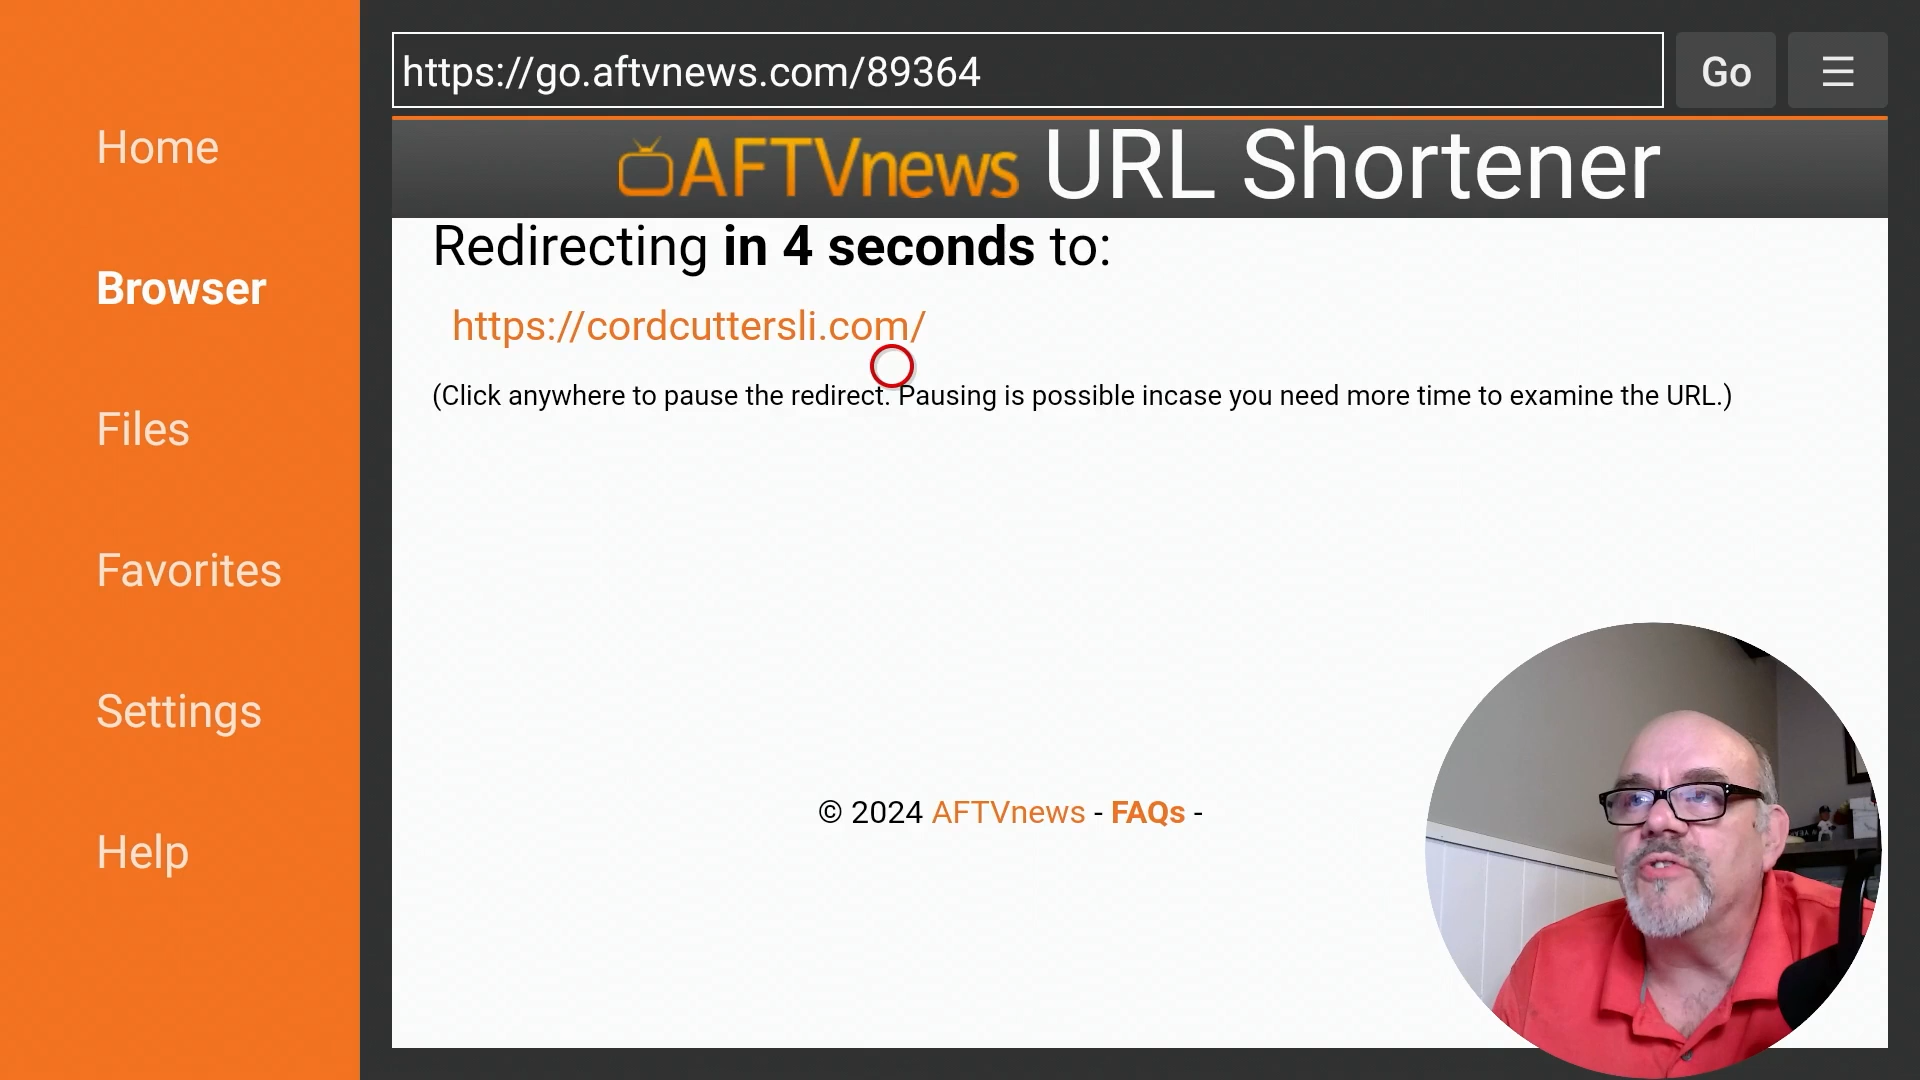 https://go.aftvnews.com/89364
Go
AFTVnews URL Shortener
Home
Browser
Files
Favorites
Settings
Help
Redirecting in 4 seconds to:
https://cordcuttersli.com/
(Click anywhere to pause the redirect. Pausing is possible incase you need more time to examine the URL.)
© 2024 AFTVnews - FAQs -